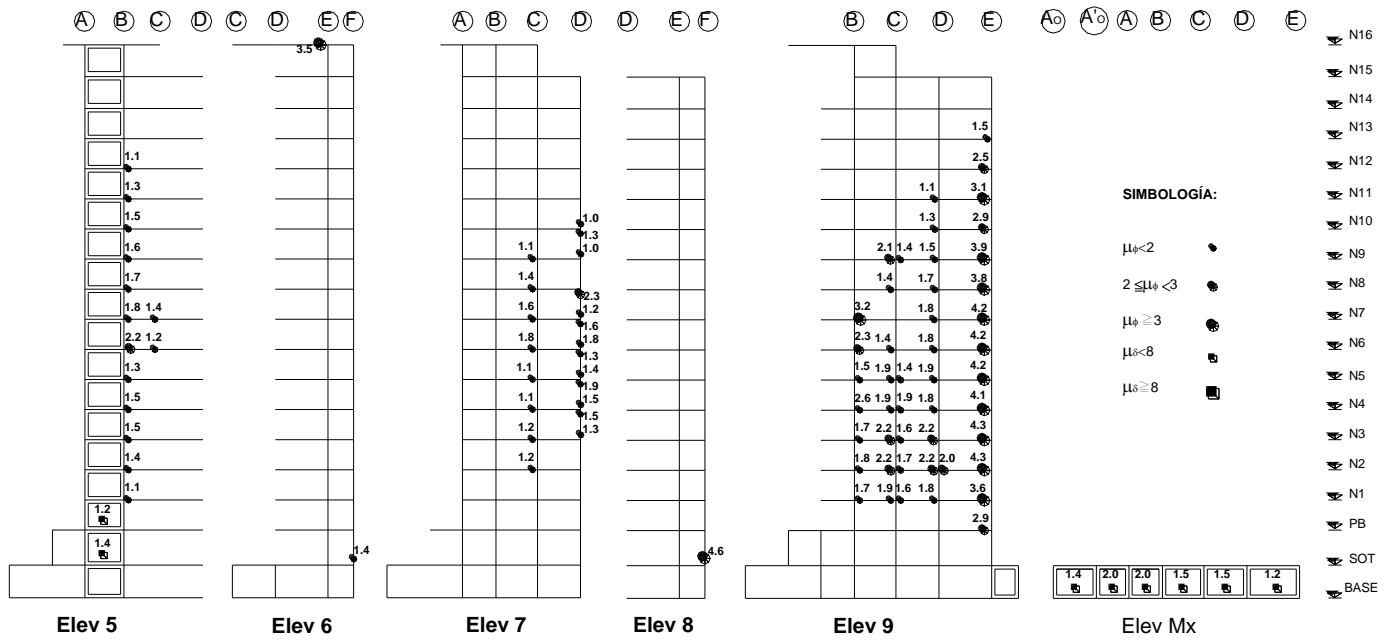 A B C D C E F A B C D D E F B C D E Ao A'o A B C D E
N16
3.5
N15
N14
1.5 N13
1.1 2.5 N12
1.3 1.1 3.1 N11
SIMBOLOGÍA:
1.5 1.0 1.3 2.9 N10
1.3
1.6 1.1 1.0 2.1 1.4 1.5 3.9 N9
μϕ<2
1.7 1.4 1.4 1.7 3.8 N8
2 ≦μϕ <3
2.3
1.8 1.4 1.6 1.2 3.2 1.8 4.2 N7
μϕ ≧3
1.6
2.2 1.2 1.8 1.8 2.3 1.4 1.8 4.2 N6
μδ<8
1.3
1.3 1.1 1.4 1.5 1.9 1.4 1.9 4.2 N5
μδ≧8
1.9
1.5 1.1 1.5 2.6 1.9 1.9 1.8 4.1 N4
1.5
1.5 1.2 1.3 1.7 2.2 1.6 2.2 4.3 N3
1.4 1.2 1.8 2.2 1.7 2.2 2.0 4.3 N2
1.1 1.7 1.9 1.6 1.8 3.6 N1
1.2 2.9 PB
1.4 1.4 4.6 SOT
1.4 2.0 2.0 1.5 1.5 1.2 BASE
Elev 5 Elev 6 Elev 7 Elev 8 Elev 9 Elev Mx